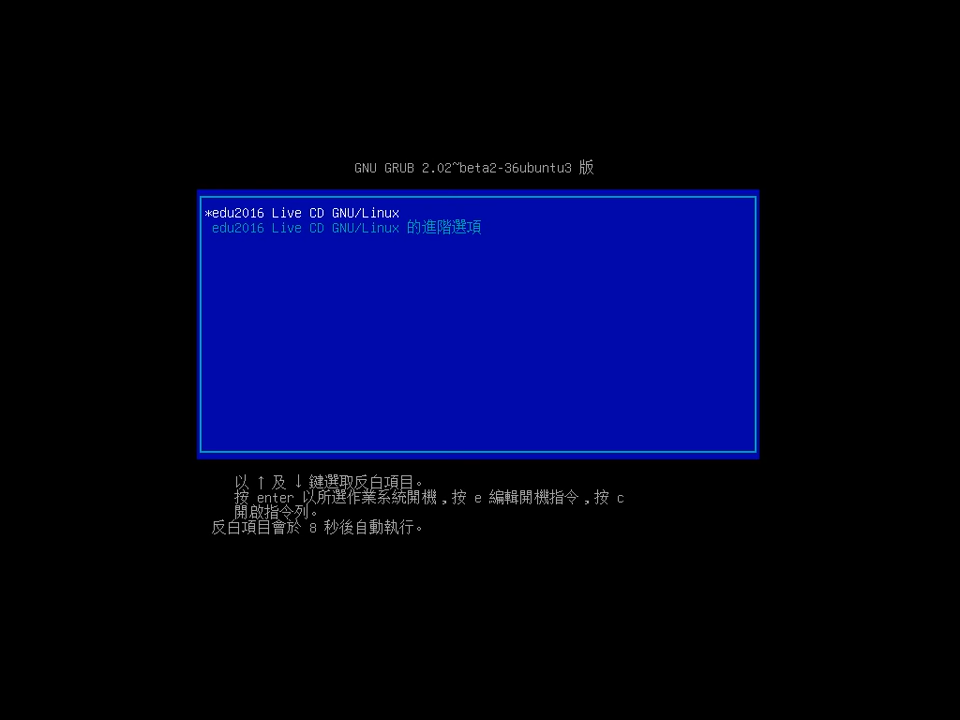 GNU GRUB 2.02~beta2-36ubuntu3 版
*edu2016 Live CD GNU/Linux
edu2016 Live CD GNU/Linux 的進階選項
以 ↑ 及 ↓ 鍵選取反白項目。
按 enter 以所選作業系統開機，按 e 編輯開機指令，按 c
開啟指令列。
反白項目會於 8 秒後自動執行。